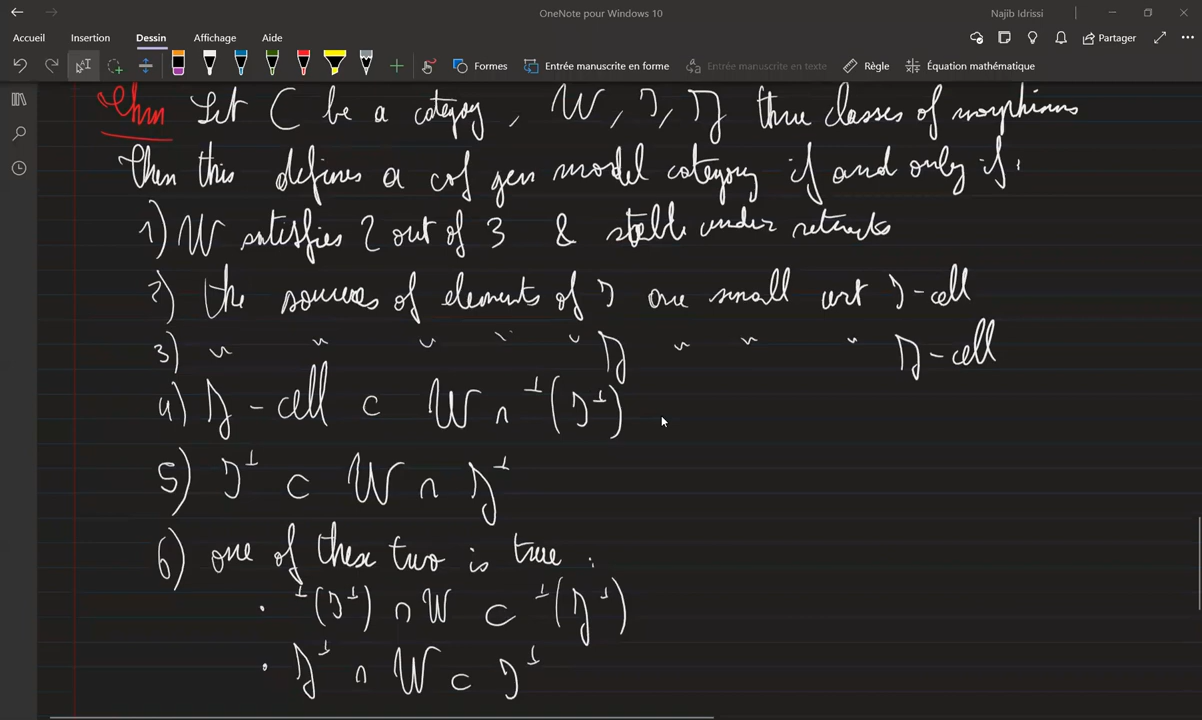 OneNote pour Windows 10
Najib Idrissi
Accueil Insertion Dessin Affichage Aide
Partager
Formes Entrée manuscrite en forme Entrée manuscrite en texte Règle Équation mathématique
Thm Let C be a category, W, I, J three classes of morphisms
Then this defines a cof gen model category if and only if:
1) W satisfies 2 out of 3 & stable under retracts
2) the sources of elements of I are small wrt I-cell
3) " " " " " J " " " J-cell
4) J-cell ⊂ W ∩ ⊥(I⊥)
5) I⊥ ⊂ W ∩ J⊥
6) one of these two is true:
• ⊥(I⊥) ∩ W ⊂ ⊥(J⊥)
• J⊥ ∩ W ⊂ I⊥